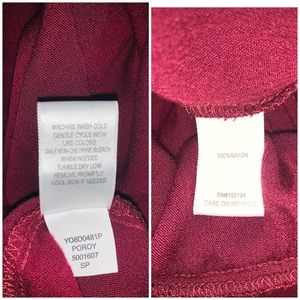 MACHINE WASH COLD
GENTLE CYCLE WITH
LIKE COLORS
ONLY NON-CHLORINE BLEACH
WHEN NEEDED
TUMBLE DRY LOW
REMOVE PROMPTLY
COOL IRON IF NEEDED
YO8D0481P
POROY
5001607
SP
100%RAYON
RN#150194
CARE ON REVERSE